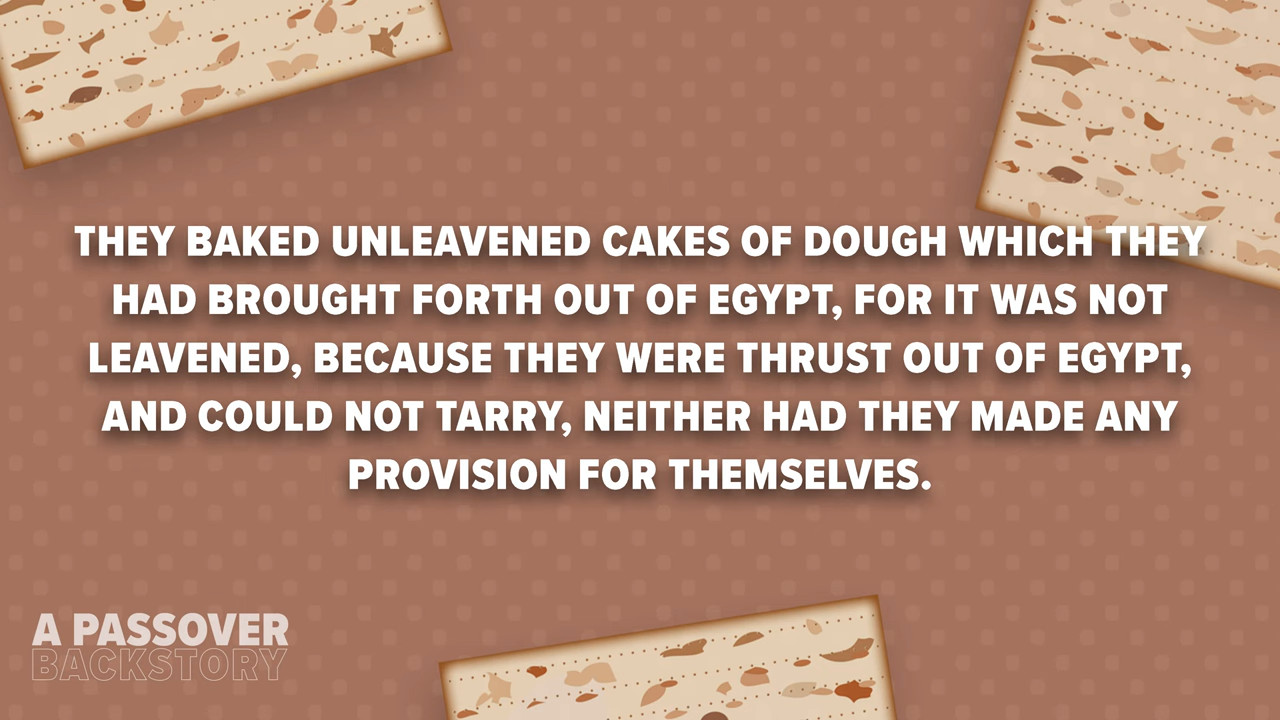 THEY BAKED UNLEAVENED CAKES OF DOUGH WHICH THEY
HAD BROUGHT FORTH OUT OF EGYPT, FOR IT WAS NOT
LEAVENED, BECAUSE THEY WERE THRUST OUT OF EGYPT,
AND COULD NOT TARRY, NEITHER HAD THEY MADE ANY
PROVISION FOR THEMSELVES.
A PASSOVER
BACKSTORY